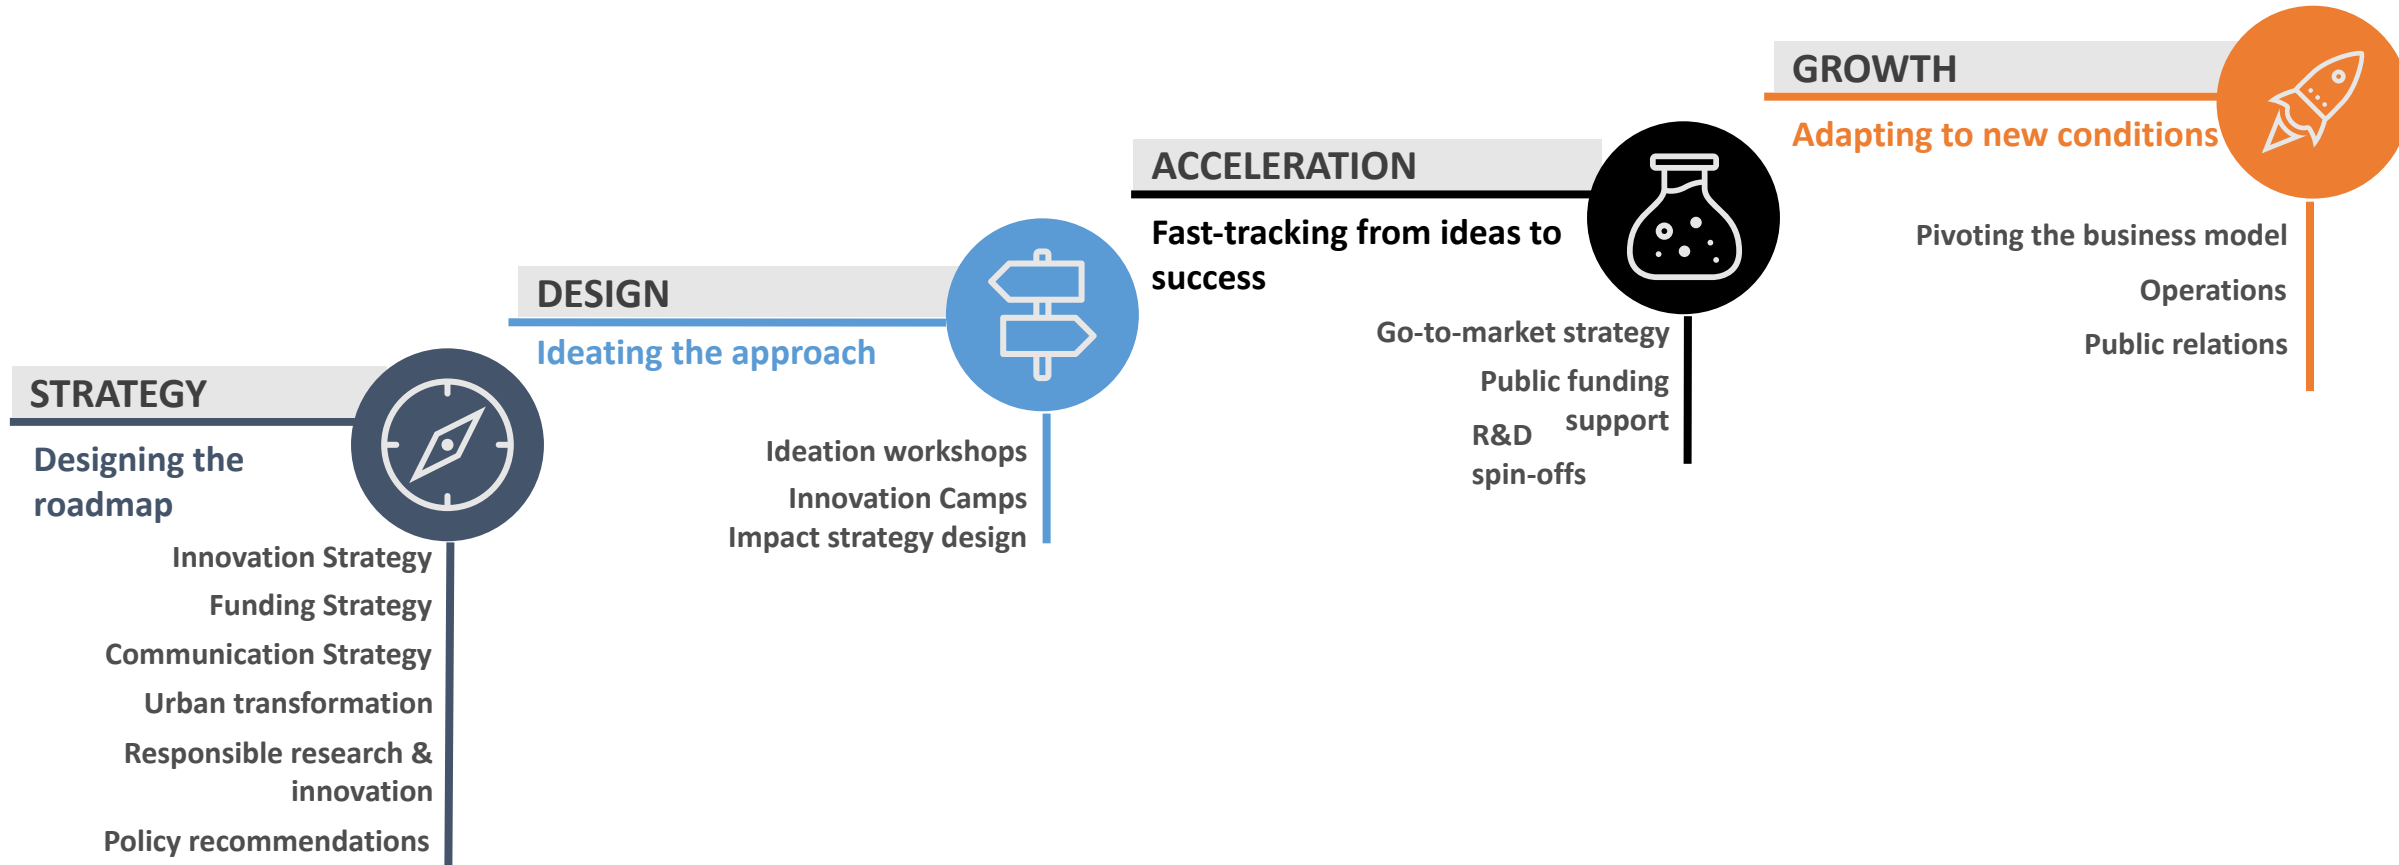 STRATEGY
Designing the
roadmap
Innovation Strategy
Funding Strategy
Communication Strategy
Urban transformation
Responsible research &
innovation
Policy recommendations
DESIGN
Ideating the approach
Ideation workshops
Innovation Camps
Impact strategy design
ACCELERATION
Fast-tracking from ideas to
success
Go-to-market strategy
Public funding
support
R&D
spin-offs
GROWTH
Adapting to new conditions
Pivoting the business model
Operations
Public relations